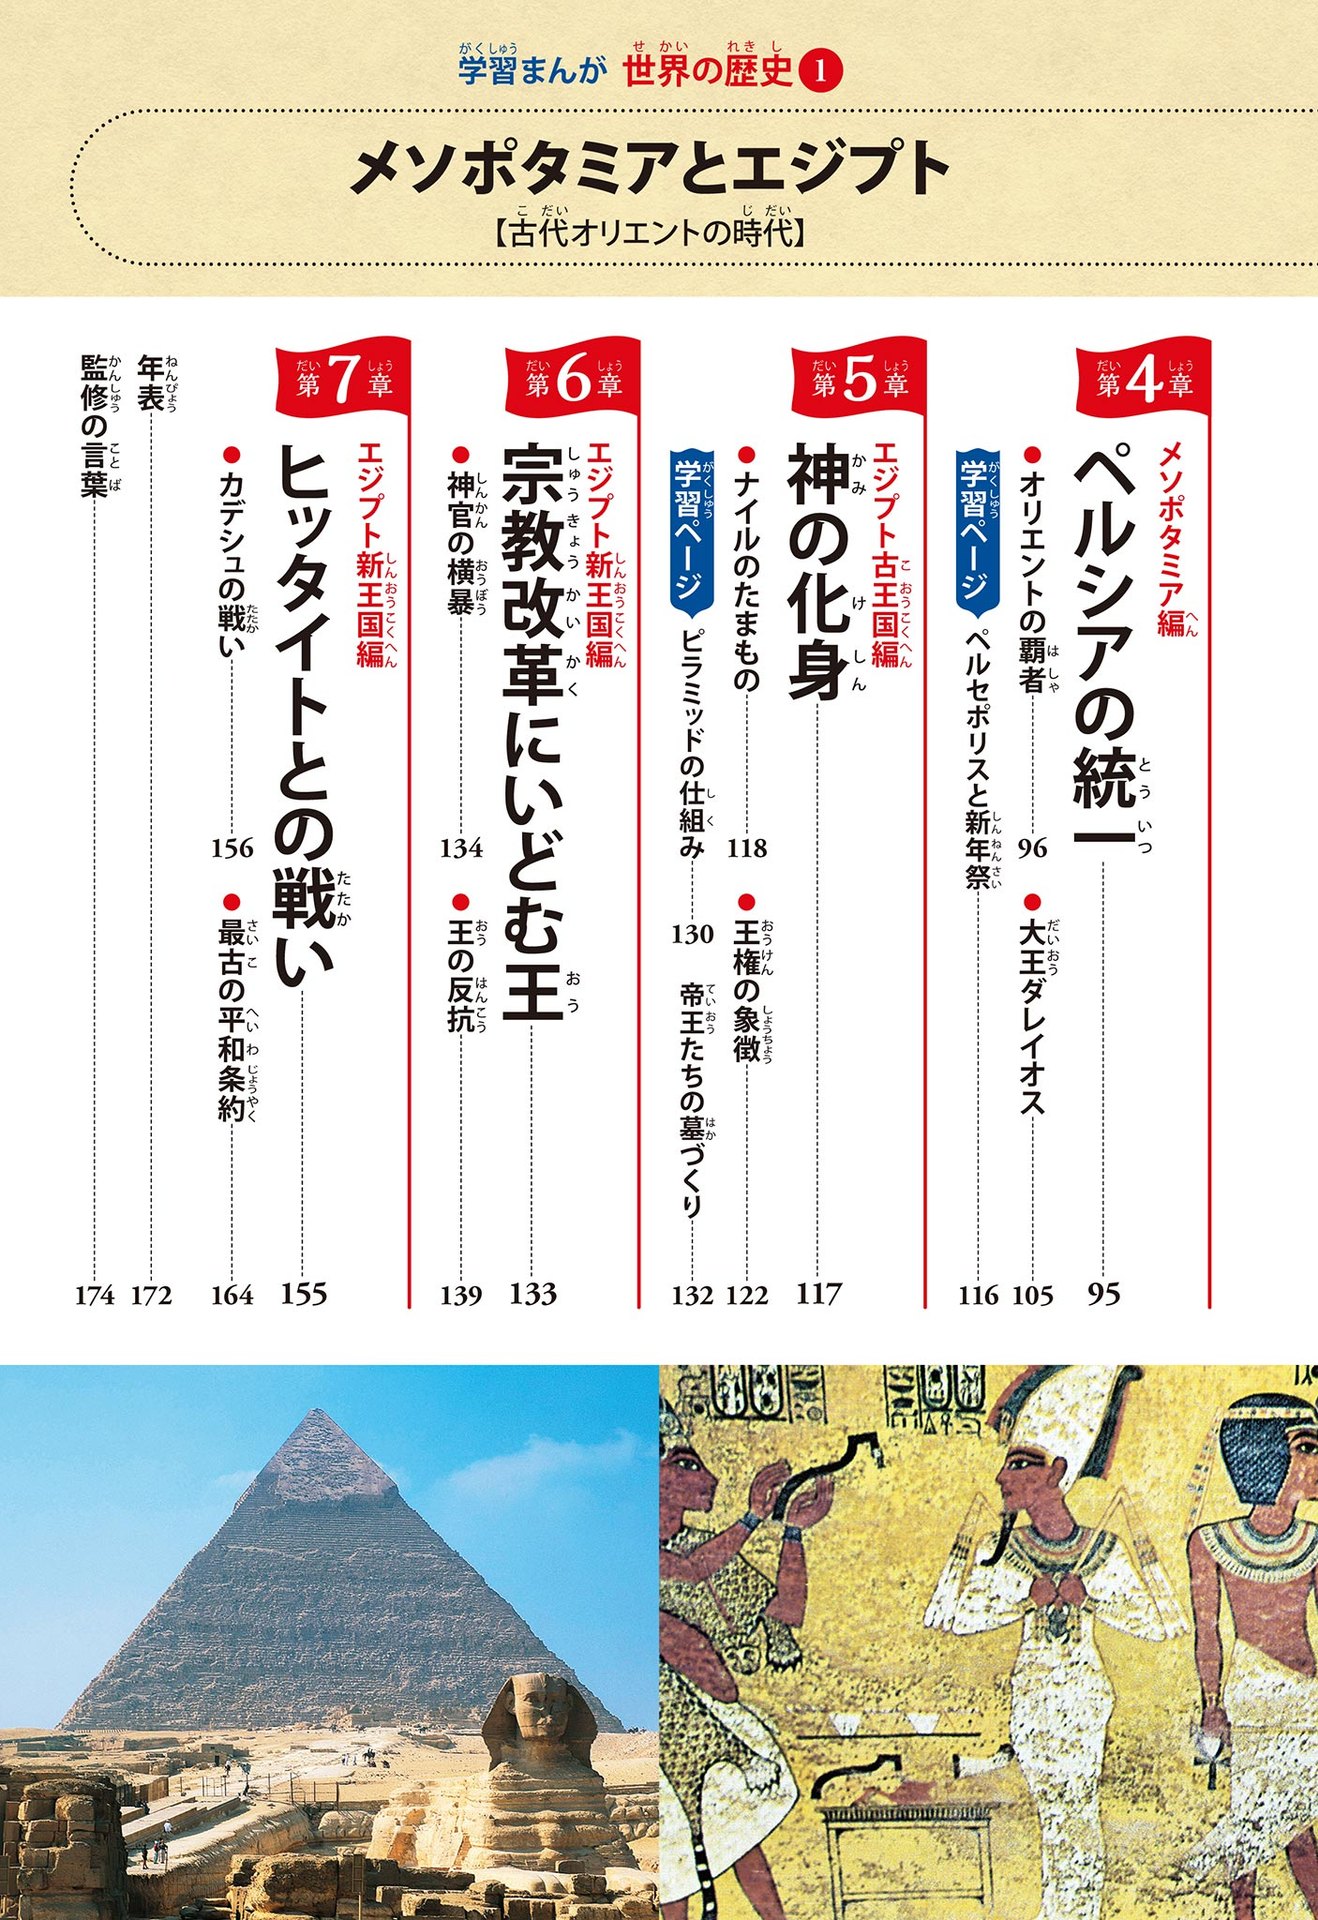 学習まんが 世界の歴史 1
メソポタミアとエジプト
【古代オリエントの時代】
第4章
メソポタミア編
ペルシアの統一 95
●オリエントの覇者 96
●大王ダレイオス 105
学習ページ ペルセポリスと新年祭 116
第5章
エジプト古王国編
神の化身 117
●ナイルのたまもの 118
●王権の象徴 122
学習ページ ピラミッドの仕組み 130
帝王たちの墓づくり 132
第6章
エジプト新王国編
宗教改革にいどむ王 133
●神官の横暴 134
●王の反抗 139
第7章
エジプト新王国編
ヒッタイトとの戦い 155
●カデシュの戦い 156
●最古の平和条約 164
年表 172
監修の言葉 174